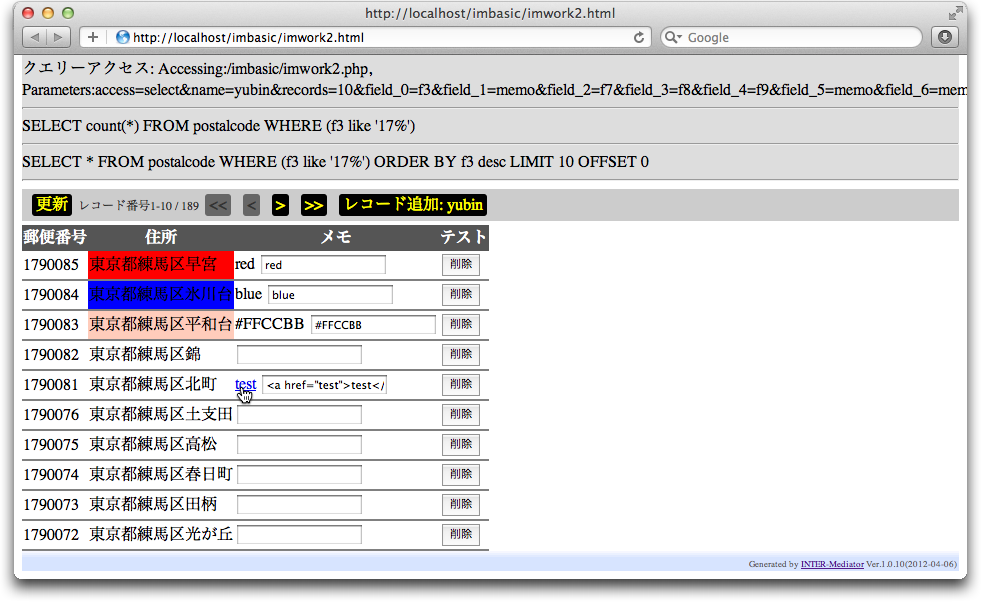 http://localhost/imbasic/imwork2.html
http://localhost/imbasic/imwork2.html Google
クエリーアクセス: Accessing:/imbasic/imwork2.php,
Parameters:access=select&name=yubin&records=10&field_0=f3&field_1=memo&field_2=f7&field_3=f8&field_4=f9&field_5=memo&field_6=mem
SELECT count(*) FROM postalcode WHERE (f3 like '17%')
SELECT * FROM postalcode WHERE (f3 like '17%') ORDER BY f3 desc LIMIT 10 OFFSET 0
更新 レコード番号1-10 / 189 << < > >> レコード追加: yubin
郵便番号 住所 メモ テスト
1790085 東京都練馬区早宮 red red 削除
1790084 東京都練馬区氷川台 blue blue 削除
1790083 東京都練馬区平和台 #FFCCBB #FFCCBB 削除
1790082 東京都練馬区錦 削除
1790081 東京都練馬区北町 test <a href="test">test</ 削除
1790076 東京都練馬区土支田 削除
1790075 東京都練馬区高松 削除
1790074 東京都練馬区春日町 削除
1790073 東京都練馬区田柄 削除
1790072 東京都練馬区光が丘 削除
Generated by INTER-Mediator Ver.1.0.10(2012-04-06)